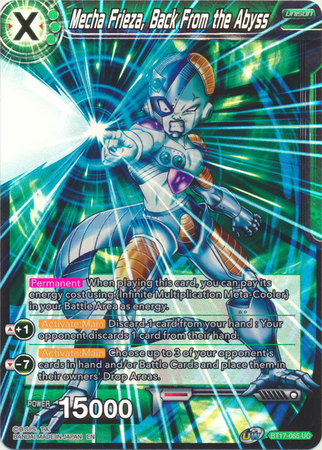 X
Mecha Frieza, Back From the Abyss
UNISON
Permanent When playing this card, you can pay its
energy cost using {Infinite Multiplication Meta-Cooler}
in your Battle Area as energy.
+1 Activate:Main Discard 1 card from your hand : Your
opponent discards 1 card from their hand.
-7 Activate:Main Choose up to 3 of your opponent's
cards in hand and/or Battle Cards and place them in
their owners' Drop Areas.
POWER 15000
BANDAI MADE IN JAPAN EN
BT17-065 UC